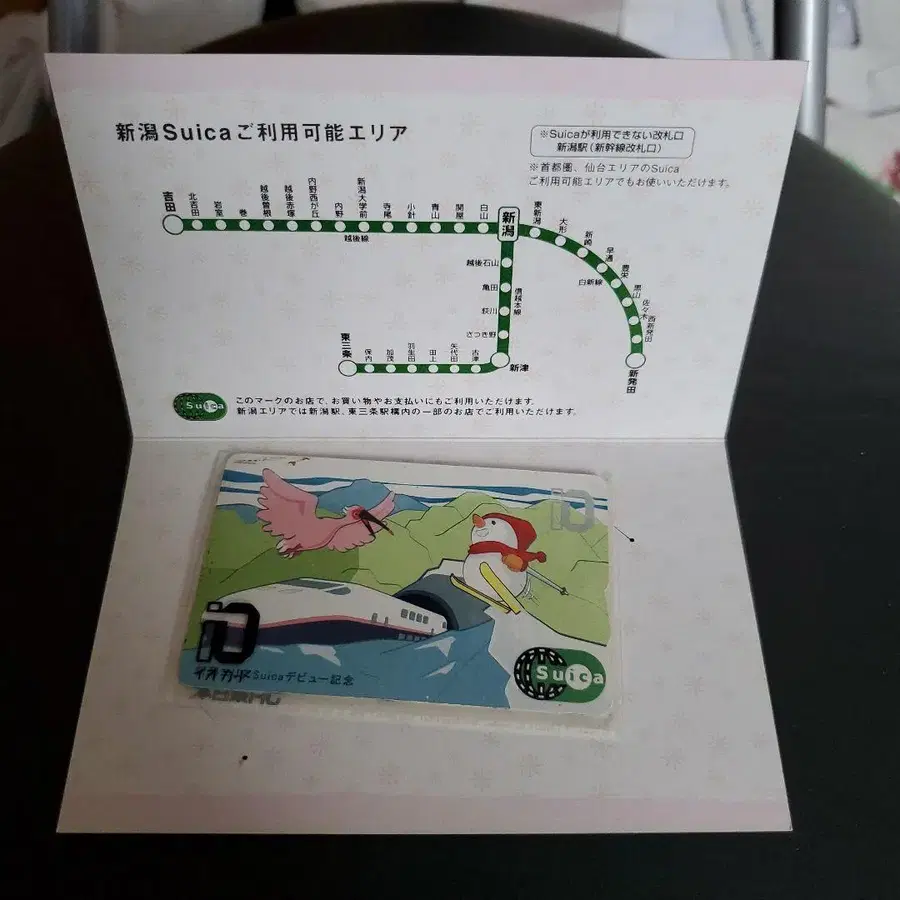 新潟Suicaご利用可能エリア
※Suicaが利用できない改札口
新潟駅(新幹線改札口)
※首都圏、仙台エリアのSuica
ご利用可能エリアでもお使いいただけます。
吉田
北吉田
岩室
巻
越後曽根
越後赤塚
内野西が丘
内野
新潟大学前
寺尾
小針
青山
関屋
白山
新潟
東新潟
大形
新崎
早通
豊栄
黒山
佐々木
西新発田
新発田
越後線
白新線
越後石山
亀田
信越本線
荻川
さつき野
新津
東三条
保内
加茂
羽生田
田上
矢代田
古津
Suica
このマークのお店で、お買い物やお支払いにもご利用いただけます。
新潟エリアでは新潟駅、東三条駅構内の一部のお店でご利用いただけます。
iO
iO
イオカード
Suicaデビュー記念
Suica